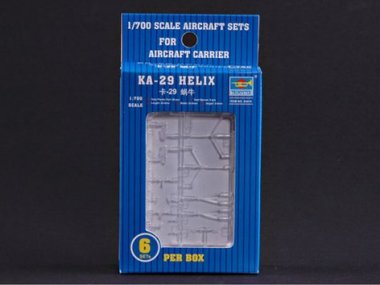 1/700 SCALE AIRCRAFT SETS
FOR
AIRCRAFT CARRIER
KA-29 HELIX
卡-29 蜗牛
1/700
SCALE
TRUMPETER
6
SETs
PER BOX